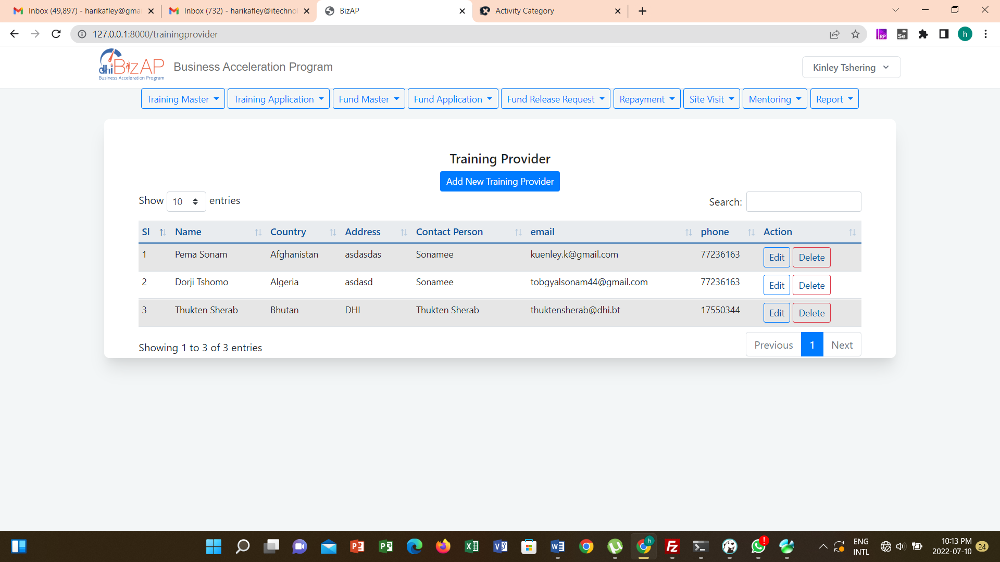 Inbox (49,897) - harikafley@gmai
Inbox (732) - harikafley@itechnol
BizAP
Activity Category
127.0.0.1:8000/trainingprovider
RP
Se
h
dhi BizAP
Business Acceleration Program
Business Acceleration Program
Kinley Tshering
Training Master
Training Application
Fund Master
Fund Application
Fund Release Request
Repayment
Site Visit
Mentoring
Report
Training Provider
Add New Training Provider
Show 10 entries
Search:
Sl Name Country Address Contact Person email phone Action
1 Pema Sonam Afghanistan asdasdas Sonamee kuenley.k@gmail.com 77236163 Edit Delete
2 Dorji Tshomo Algeria asdasd Sonamee tobgyalsonam44@gmail.com 77236163 Edit Delete
3 Thukten Sherab Bhutan DHI Thukten Sherab thuktensherab@dhi.bt 17550344 Edit Delete
Showing 1 to 3 of 3 entries
Previous 1 Next
h
ENG
INTL
10:13 PM
2022-07-10
24